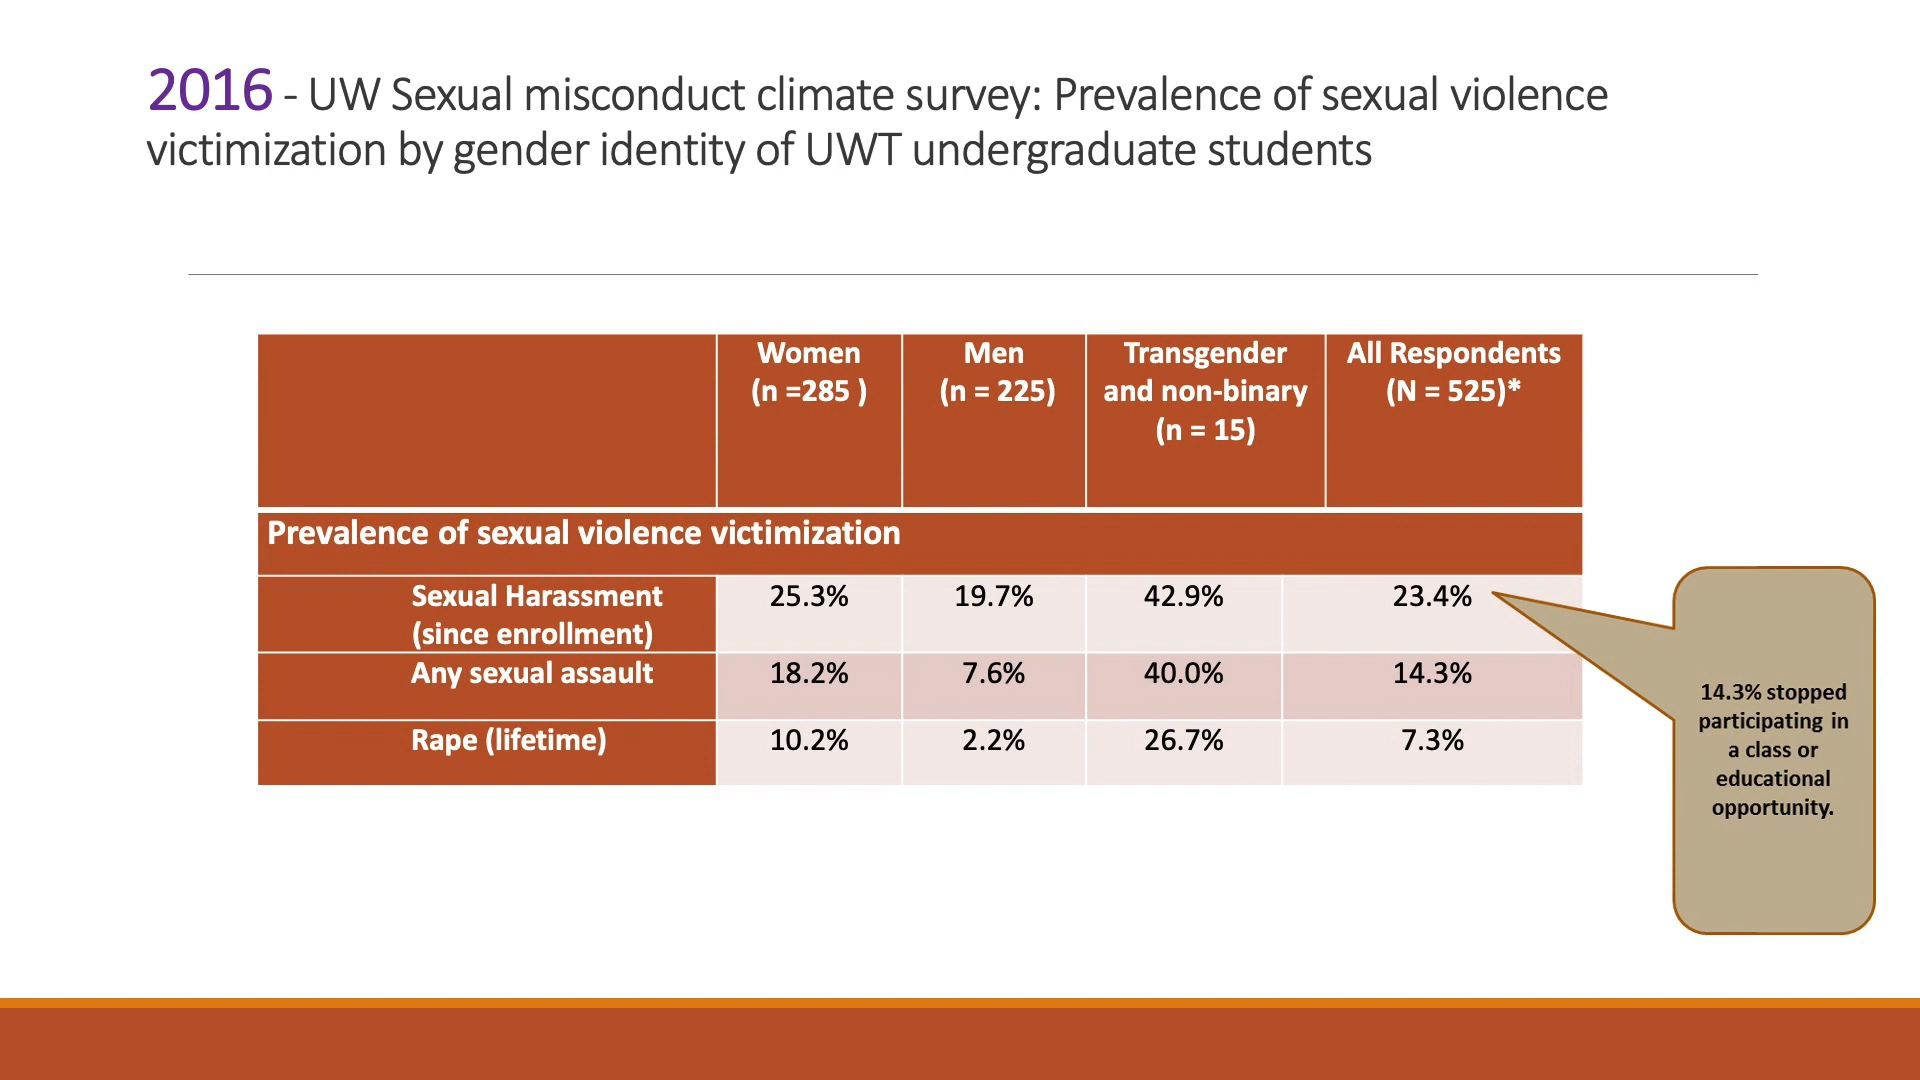 2016 - UW Sexual misconduct climate survey: Prevalence of sexual violence
victimization by gender identity of UWT undergraduate students
Women
(n =285 )
Men
(n = 225)
Transgender
and non-binary
(n = 15)
All Respondents
(N = 525)*
Prevalence of sexual violence victimization
Sexual Harassment
(since enrollment)
25.3%
19.7%
42.9%
23.4%
Any sexual assault
18.2%
7.6%
40.0%
14.3%
Rape (lifetime)
10.2%
2.2%
26.7%
7.3%
14.3% stopped
participating in
a class or
educational
opportunity.